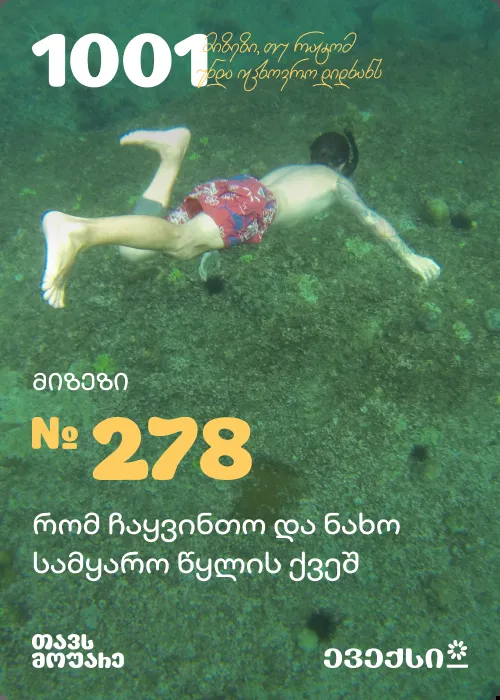 1001 მიზეზი, თუ რატომ
უნდა იცხოვრო დიდხანს
მიზეზი
№ 278
რომ ჩაყვინთო და ნახო
სამყარო წყლის ქვეშ
თავს
მოუარე
ევექსი